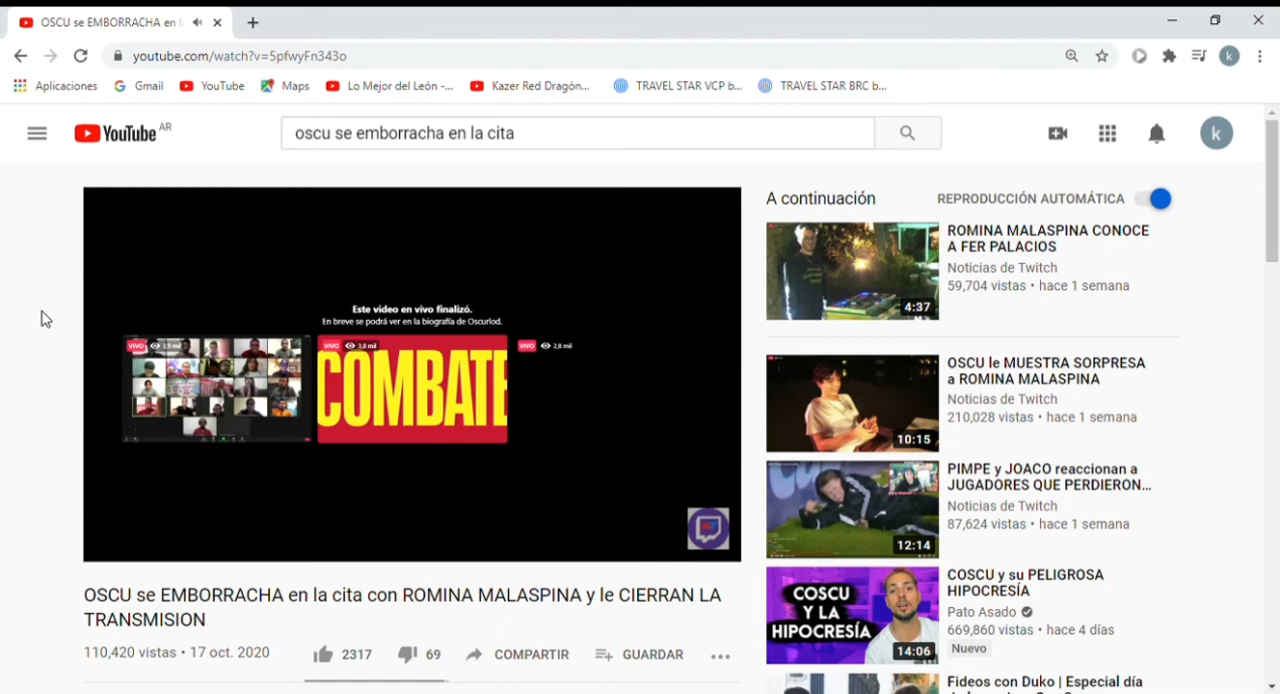 OSCU se EMBORRACHA en l
youtube.com/watch?v=5pfwyFn343o
Aplicaciones
Gmail
YouTube
Maps
Lo Mejor del León -...
Kazer Red Dragón...
TRAVEL STAR VCP b...
TRAVEL STAR BRC b...
k
YouTube AR
oscu se emborracha en la cita
k
Este video en vivo finalizó.
En breve se podrá ver en la biografía de Oscurlod.
VIVO
VIVO 3,8 mil
VIVO 2,8 mil
COMBATE
OSCU se EMBORRACHA en la cita con ROMINA MALASPINA y le CIERRAN LA
TRANSMISION
110,420 vistas • 17 oct. 2020
2317
69
COMPARTIR
GUARDAR
A continuación
REPRODUCCIÓN AUTOMÁTICA
ROMINA MALASPINA CONOCE
A FER PALACIOS
Noticias de Twitch
59,704 vistas • hace 1 semana
4:37
OSCU le MUESTRA SORPRESA
a ROMINA MALASPINA
Noticias de Twitch
210,028 vistas • hace 1 semana
10:15
PIMPE y JOACO reaccionan a
JUGADORES QUE PERDIERON...
Noticias de Twitch
87,624 vistas • hace 1 semana
12:14
COSCU
Y LA
HIPOCRESÍA
14:06
COSCU y su PELIGROSA
HIPOCRESÍA
Pato Asado
669,860 vistas • hace 4 días
Nuevo
Fideos con Duko | Especial día